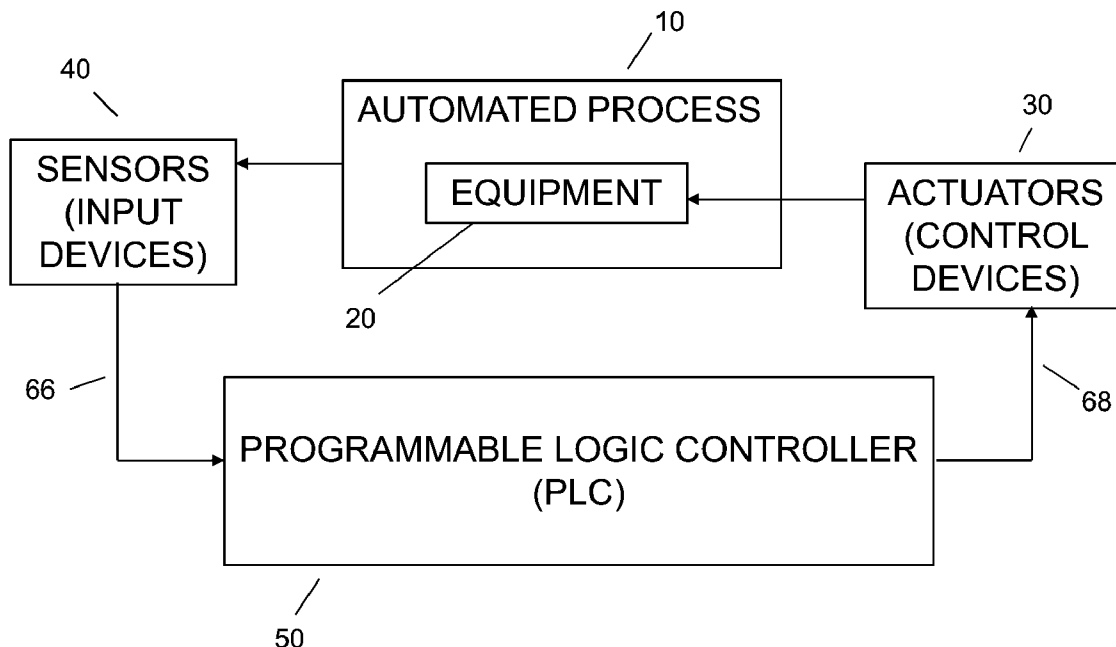 10
40
AUTOMATED PROCESS
30
SENSORS
(INPUT
DEVICES)
EQUIPMENT
ACTUATORS
(CONTROL
DEVICES)
20
66
68
PROGRAMMABLE LOGIC CONTROLLER
(PLC)
50